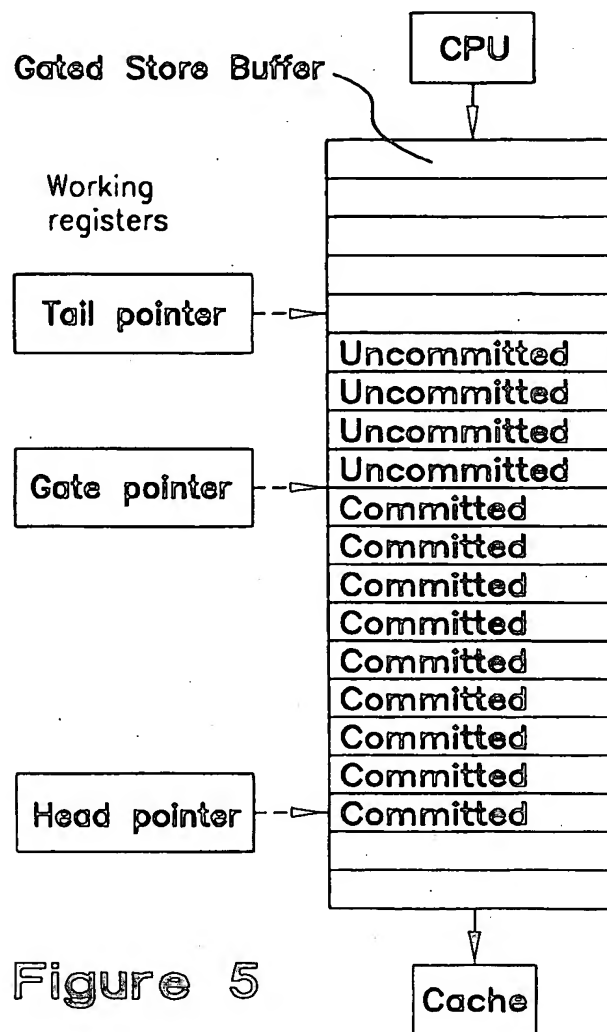 CPU
Gated Store Buffer
Working
registers
Tail pointer
Uncommitted
Uncommitted
Uncommitted
Uncommitted
Gate pointer
Committed
Committed
Committed
Committed
Committed
Committed
Committed
Committed
Head pointer
Committed
Figure 5
Cache